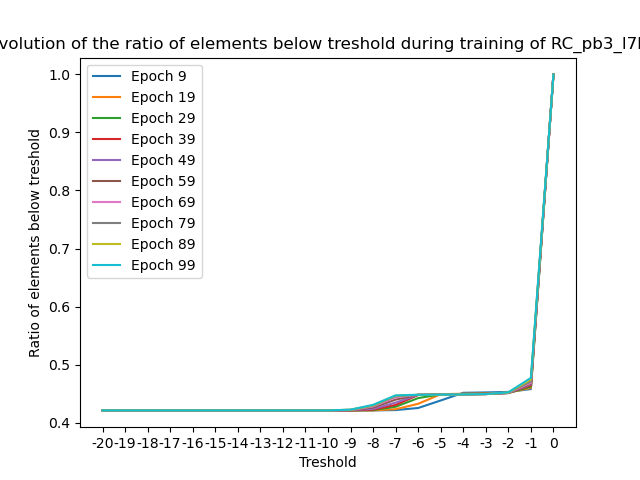 volution of the ratio of elements below treshold during training of RC_pb3_l7
Epoch 9
Epoch 19
Epoch 29
Epoch 39
Epoch 49
Epoch 59
Epoch 69
Epoch 79
Epoch 89
Epoch 99
Ratio of elements below treshold
1.0
0.9
0.8
0.7
0.6
0.5
0.4
-20 -19 -18 -17 -16 -15 -14 -13 -12 -11 -10 -9 -8 -7 -6 -5 -4 -3 -2 -1 0
Treshold